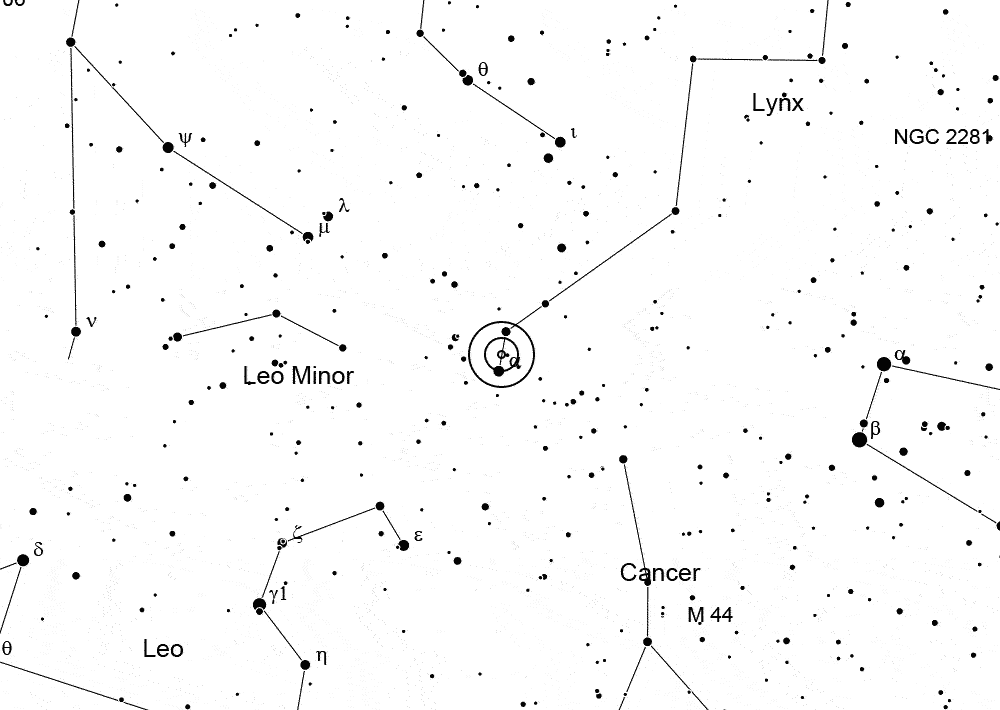 θ
Lynx
ι
NGC 2281
ψ
λ
μ
ν
α
α
Leo Minor
β
ζ
ε
δ
Cancer
γ1
M 44
θ
Leo
η